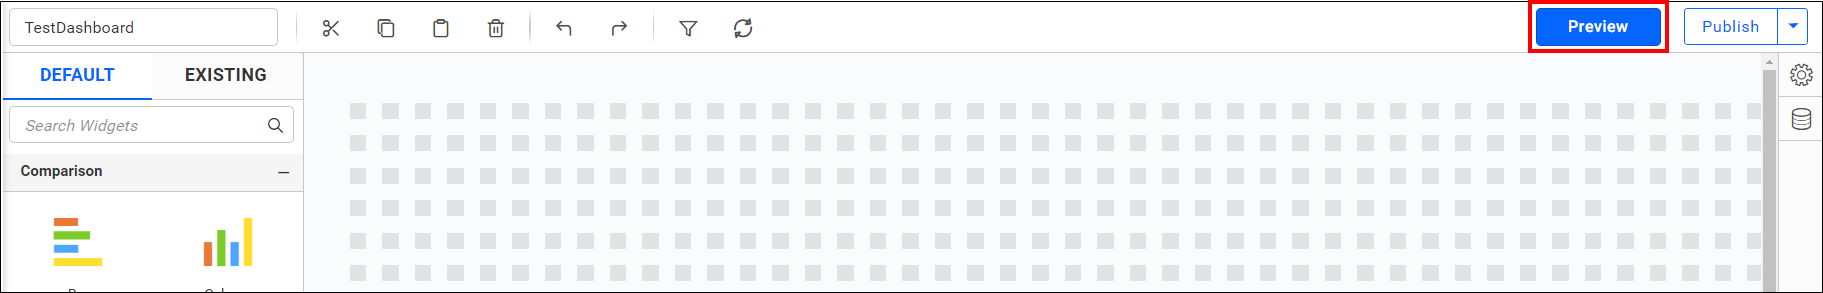 TestDashboard
Preview
Publish
DEFAULT
EXISTING
Search Widgets
Comparison